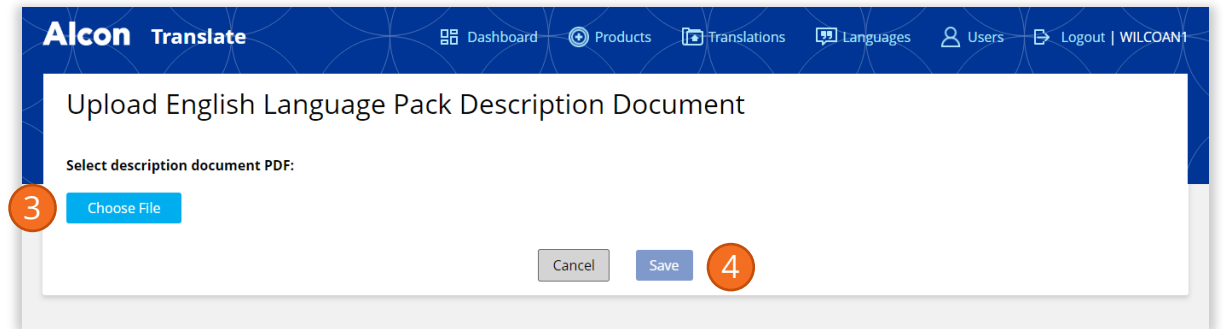 Alcon Translate Dashboard Products Translations Languages Users Logout | WILCOAN1
Upload English Language Pack Description Document
Select description document PDF:
3 Choose File
Cancel Save 4